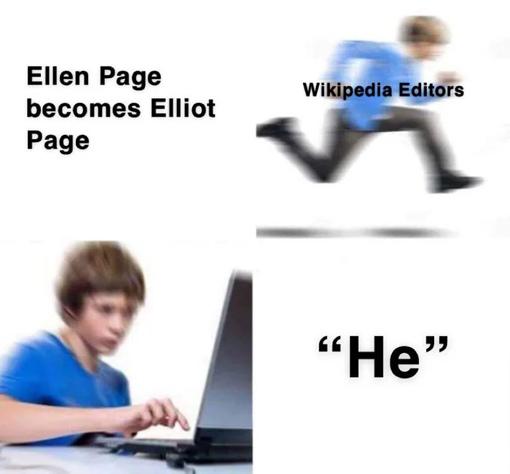 Ellen Page
becomes Elliot
Page
Wikipedia Editors
“He”